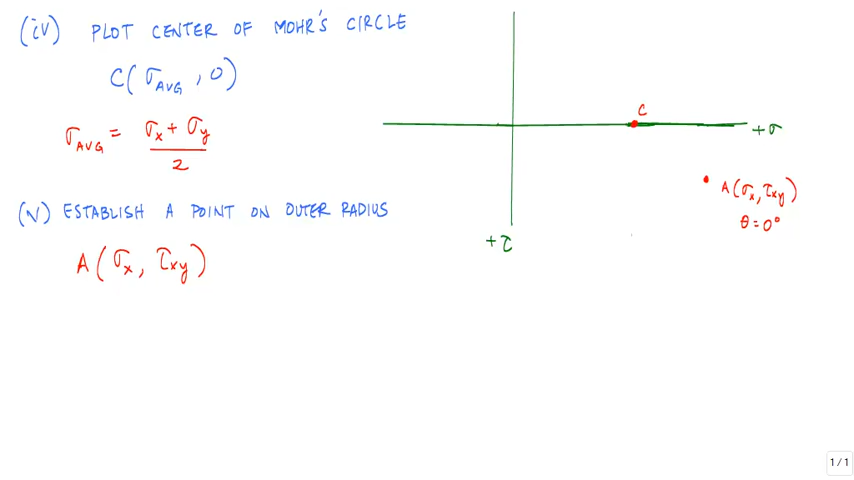 (iv) PLOT CENTER OF MOHR'S CIRCLE
C(σAVG, 0)
σAVG = σx + σy
2
(V) ESTABLISH A POINT ON OUTER RADIUS
A(σx, τxy)
C
+σ
A(σx, τxy)
θ = 0°
+τ
1 / 1